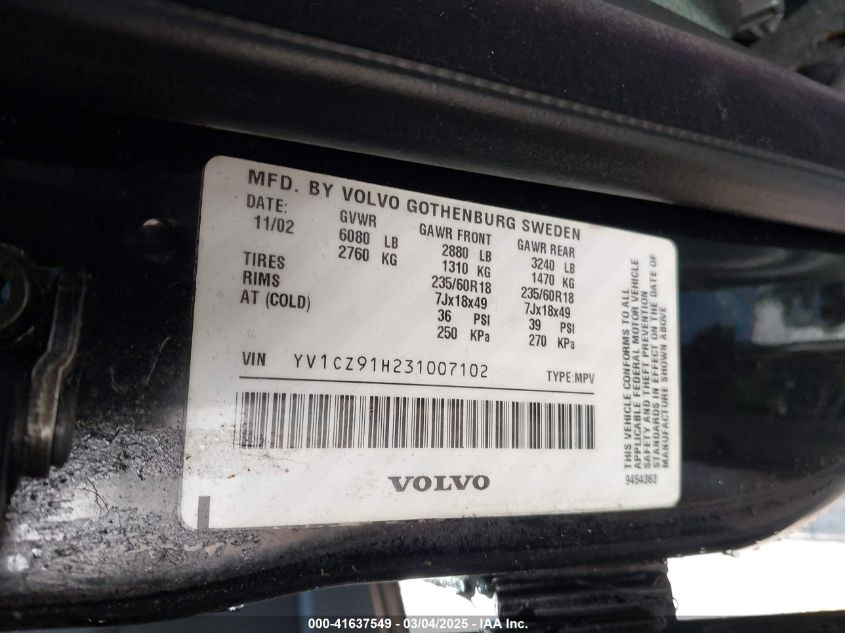 MFD. BY VOLVO GOTHENBURG SWEDEN
DATE: GVWR GAWR FRONT GAWR REAR
11/02 6080 LB 2880 LB 3240 LB
2760 KG 1310 KG 1470 KG
TIRES 235/60R18 235/60R18
RIMS 7Jx18x49 7Jx18x49
AT (COLD) 36 PSI 39 PSI
250 KPa 270 KPa
VIN YV1CZ91H231007102 TYPE:MPV
VOLVO
THIS VEHICLE CONFORMS TO ALL
APPLICABLE FEDERAL MOTOR VEHICLE
SAFETY AND THEFT PREVENTION
STANDARDS IN EFFECT ON THE DATE OF
MANUFACTURE SHOWN ABOVE
9454363
000-41637549 - 03/04/2025 - IAA Inc.